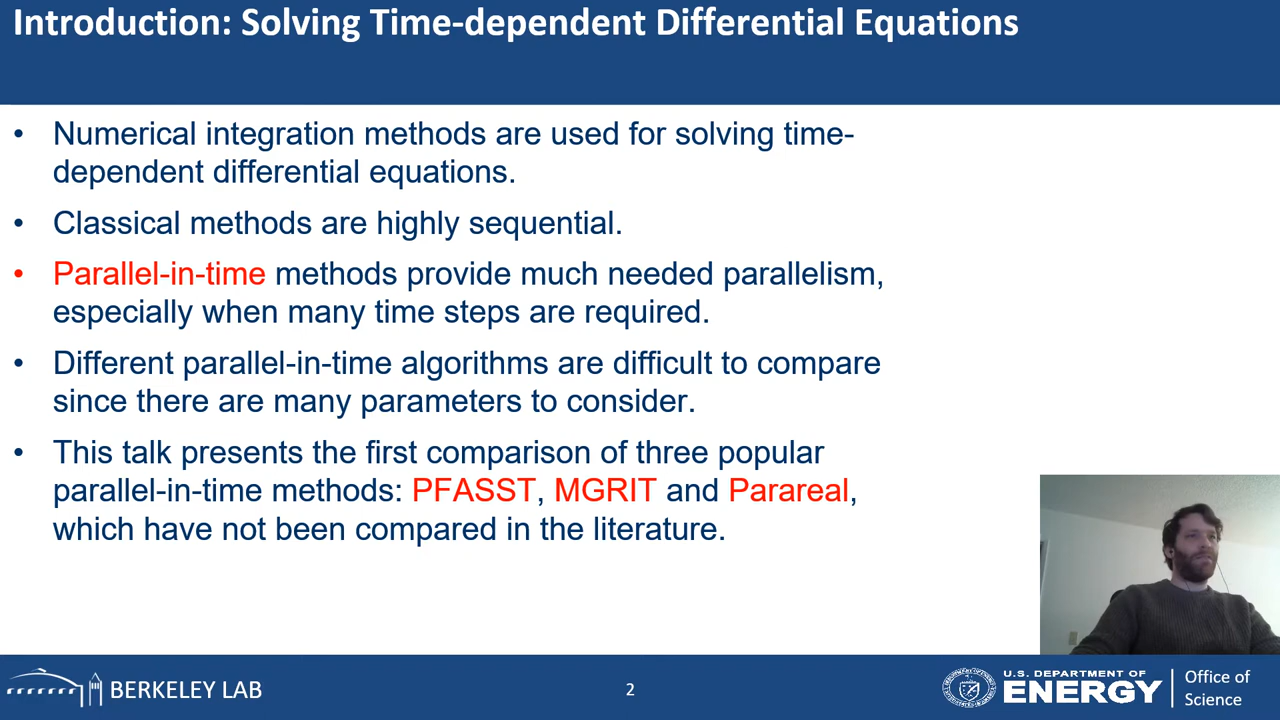 Introduction: Solving Time-dependent Differential Equations
• Numerical integration methods are used for solving time-
dependent differential equations.
• Classical methods are highly sequential.
• Parallel-in-time methods provide much needed parallelism,
especially when many time steps are required.
• Different parallel-in-time algorithms are difficult to compare
since there are many parameters to consider.
• This talk presents the first comparison of three popular
parallel-in-time methods: PFASST, MGRIT and Parareal,
which have not been compared in the literature.
BERKELEY LAB
2
U.S. DEPARTMENT OF
ENERGY
Office of
Science